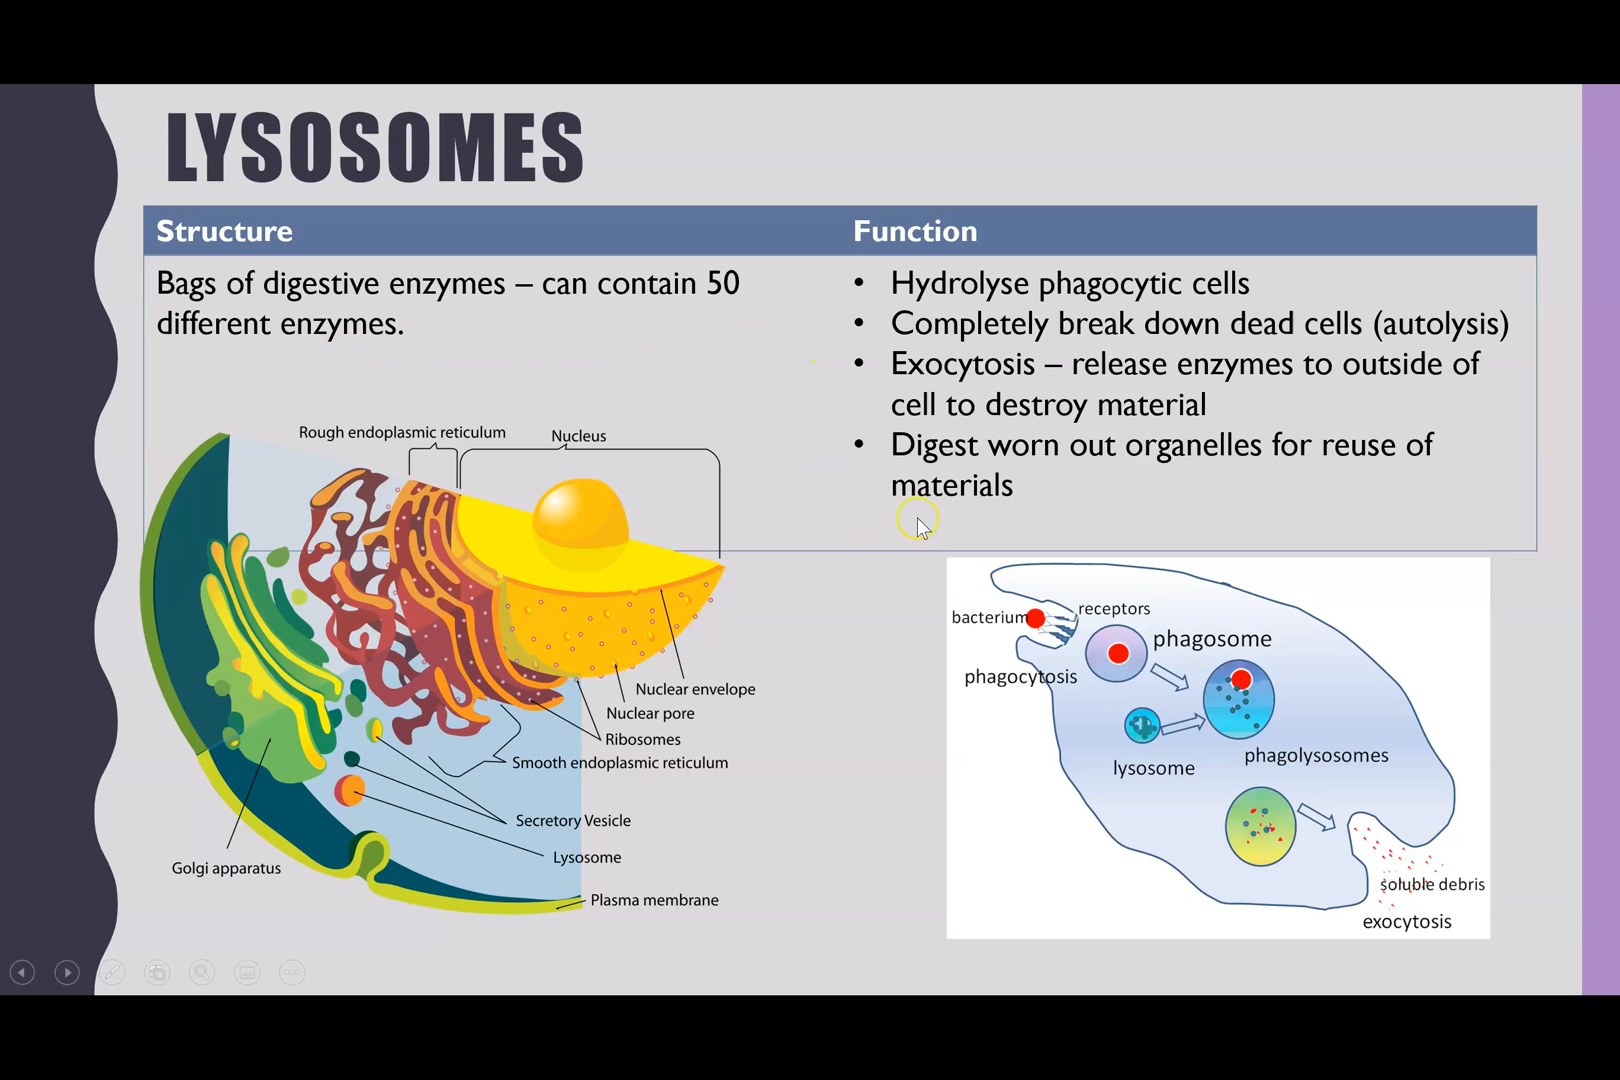 LYSOSOMES
Structure
Function
Bags of digestive enzymes – can contain 50
different enzymes.
• Hydrolyse phagocytic cells
• Completely break down dead cells (autolysis)
• Exocytosis – release enzymes to outside of
cell to destroy material
• Digest worn out organelles for reuse of
materials
Rough endoplasmic reticulum
Nucleus
Nuclear envelope
Nuclear pore
Ribosomes
Smooth endoplasmic reticulum
Secretory Vesicle
Lysosome
Golgi apparatus
Plasma membrane
bacterium
receptors
phagosome
phagocytosis
lysosome
phagolysosomes
soluble debris
exocytosis